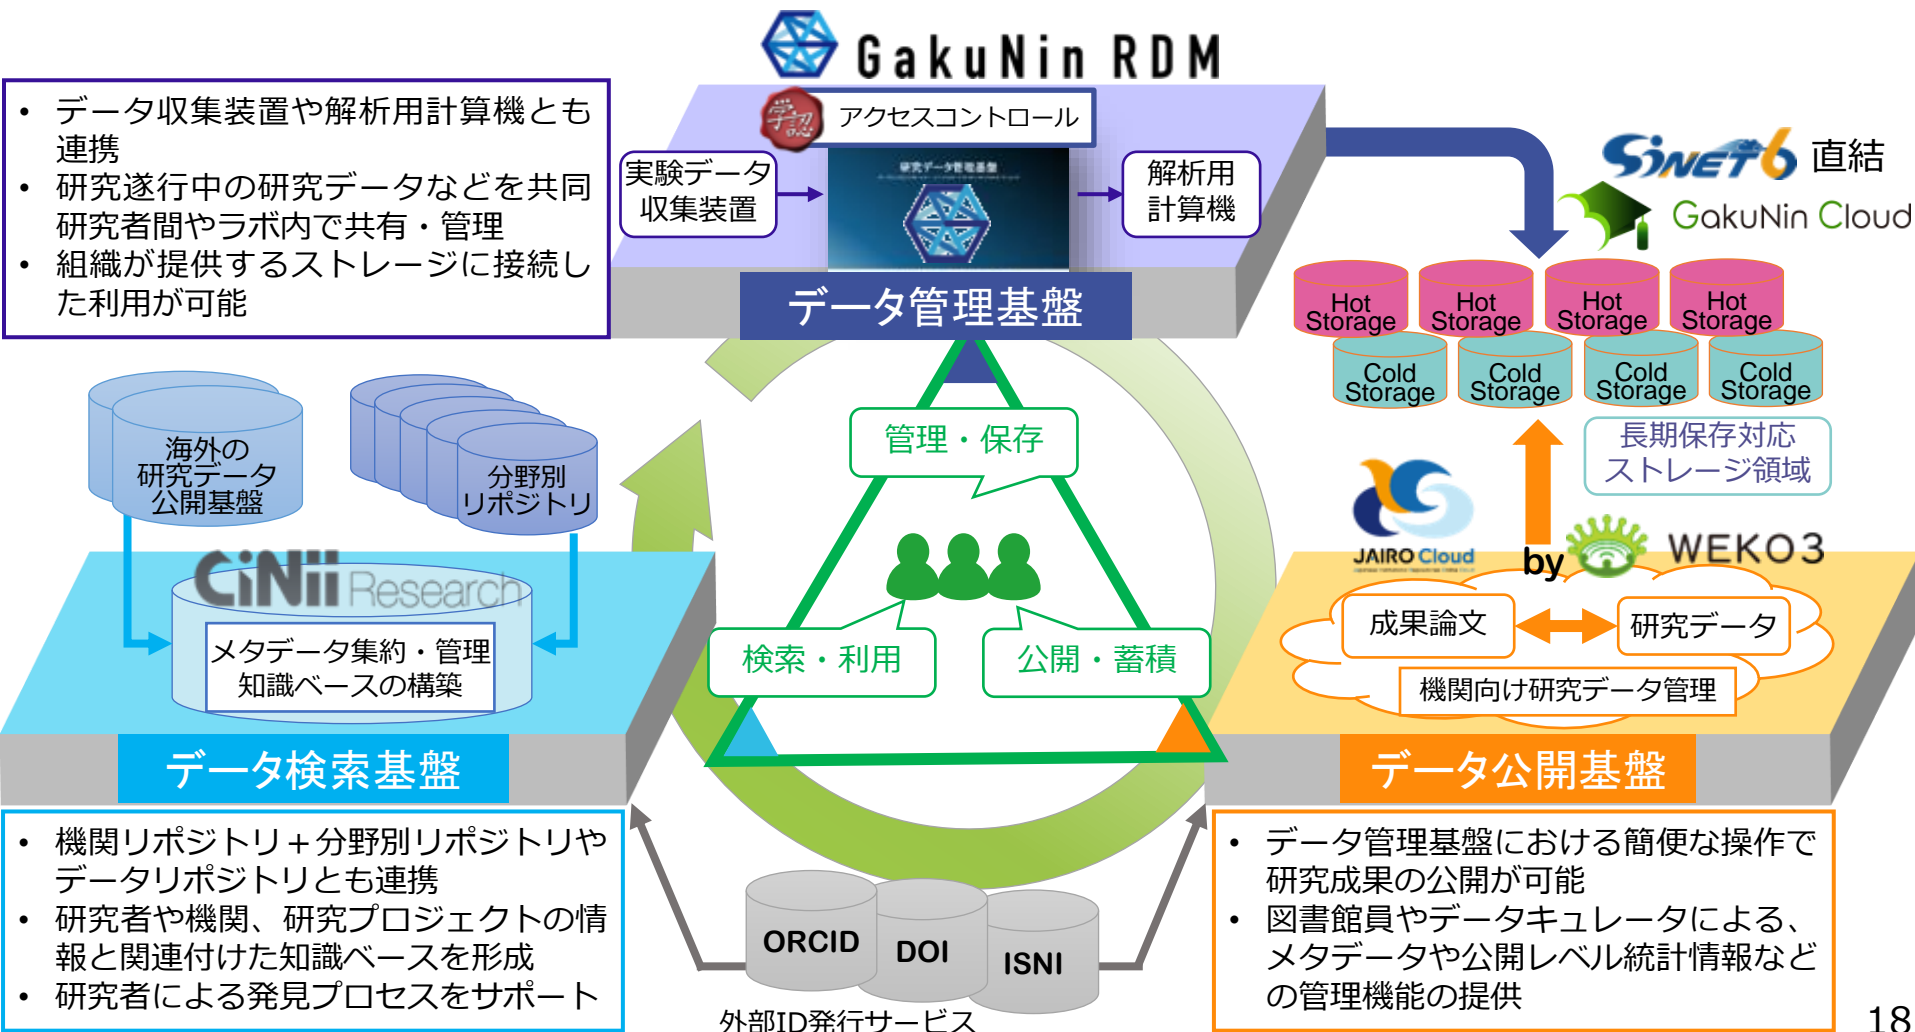 GakuNin RDM
• データ収集装置や解析用計算機とも
連携
• 研究遂行中の研究データなどを共同
研究者間やラボ内で共有・管理
• 組織が提供するストレージに接続し
た利用が可能
学認
アクセスコントロール
実験データ
収集装置
研究データ管理基盤
解析用
計算機
データ管理基盤
SINET6 直結
GakuNin Cloud
Hot
Storage
Hot
Storage
Hot
Storage
Hot
Storage
Cold
Storage
Cold
Storage
Cold
Storage
Cold
Storage
長期保存対応
ストレージ領域
海外の
研究データ
公開基盤
分野別
リポジトリ
管理・保存
検索・利用
公開・蓄積
CiNii Research
メタデータ集約・管理
知識ベースの構築
データ検索基盤
JAIRO Cloud
by
WEKO3
成果論文
研究データ
機関向け研究データ管理
データ公開基盤
• 機関リポジトリ+分野別リポジトリや
データリポジトリとも連携
• 研究者や機関、研究プロジェクトの情
報と関連付けた知識ベースを形成
• 研究者による発見プロセスをサポート
ORCID
DOI
ISNI
外部ID発行サービス
• データ管理基盤における簡便な操作で
研究成果の公開が可能
• 図書館員やデータキュレータによる、
メタデータや公開レベル統計情報など
の管理機能の提供
18